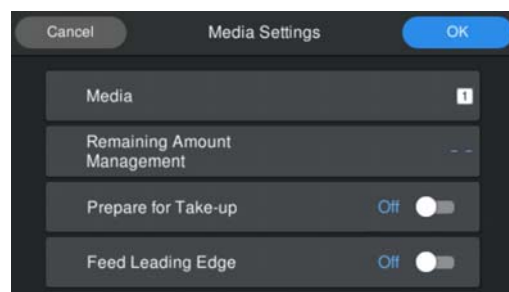 Cancel Media Settings OK
Media 1
Remaining Amount
Management - -
Prepare for Take-up Off
Feed Leading Edge Off